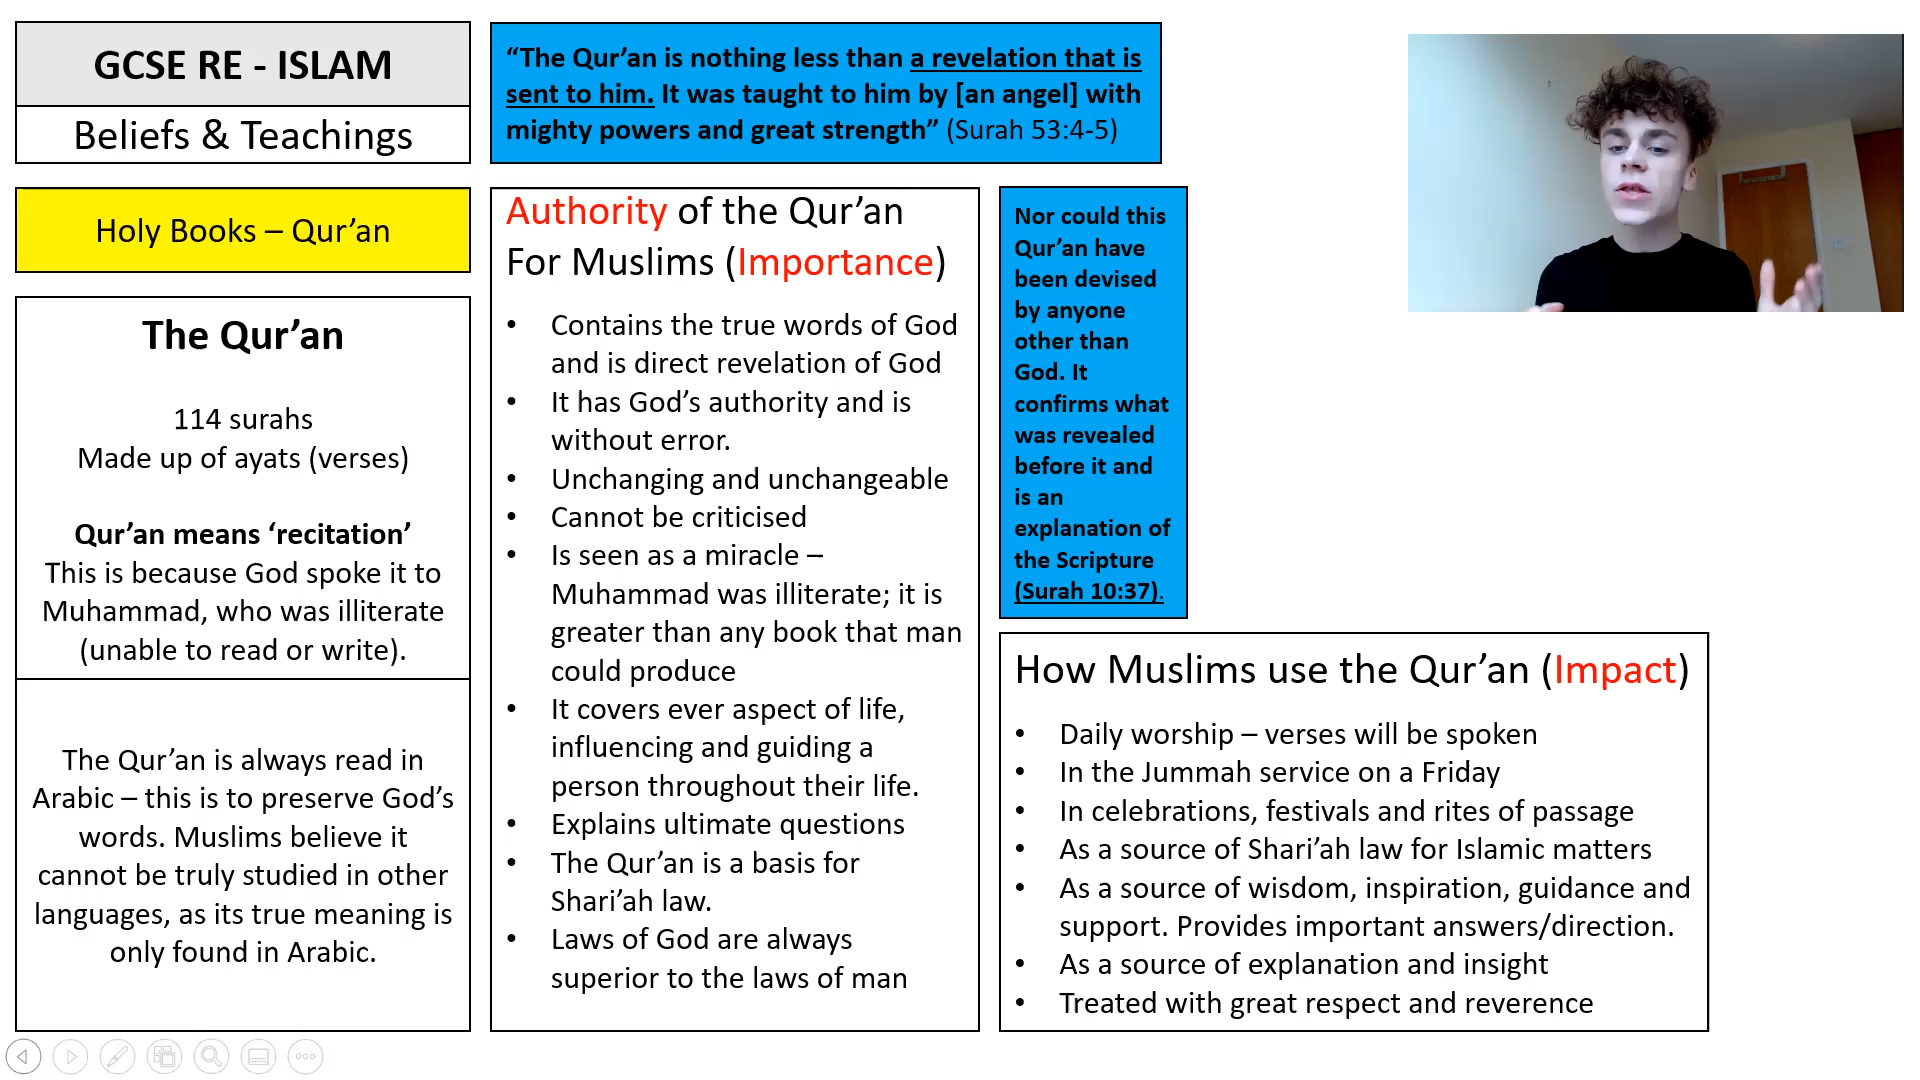 GCSE RE - ISLAM
Beliefs & Teachings
Holy Books – Qur’an
The Qur’an
114 surahs
Made up of ayats (verses)
Qur’an means ‘recitation’
This is because God spoke it to
Muhammad, who was illiterate
(unable to read or write).
The Qur’an is always read in
Arabic – this is to preserve God’s
words. Muslims believe it
cannot be truly studied in other
languages, as its true meaning is
only found in Arabic.
“The Qur’an is nothing less than a revelation that is
sent to him. It was taught to him by [an angel] with
mighty powers and great strength” (Surah 53:4-5)
Authority of the Qur’an
For Muslims (Importance)
• Contains the true words of God
and is direct revelation of God
• It has God’s authority and is
without error.
• Unchanging and unchangeable
• Cannot be criticised
• Is seen as a miracle –
Muhammad was illiterate; it is
greater than any book that man
could produce
• It covers ever aspect of life,
influencing and guiding a
person throughout their life.
• Explains ultimate questions
• The Qur’an is a basis for
Shari’ah law.
• Laws of God are always
superior to the laws of man
Nor could this
Qur’an have
been devised
by anyone
other than
God. It
confirms what
was revealed
before it and
is an
explanation of
the Scripture
(Surah 10:37).
How Muslims use the Qur’an (Impact)
• Daily worship – verses will be spoken
• In the Jummah service on a Friday
• In celebrations, festivals and rites of passage
• As a source of Shari’ah law for Islamic matters
• As a source of wisdom, inspiration, guidance and
support. Provides important answers/direction.
• As a source of explanation and insight
• Treated with great respect and reverence